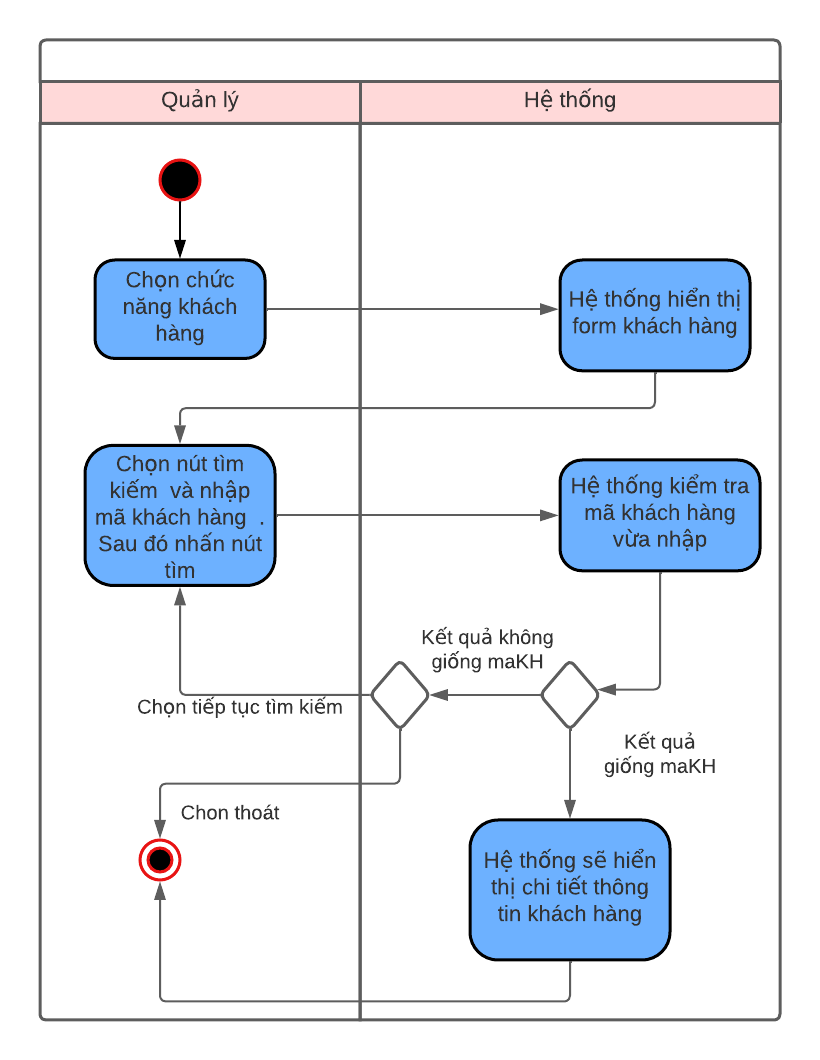 Quản lý
Hệ thống
Chọn chức
năng khách
hàng
Hệ thống hiển thị
form khách hàng
Chọn nút tìm
kiếm và nhập
mã khách hàng .
Sau đó nhấn nút
tìm
Hệ thống kiểm tra
mã khách hàng
vừa nhập
Kết quả không
giống maKH
Chọn tiếp tục tìm kiếm
Kết quả
giống maKH
Chon thoát
Hệ thống sẽ hiển
thị chi tiết thông
tin khách hàng